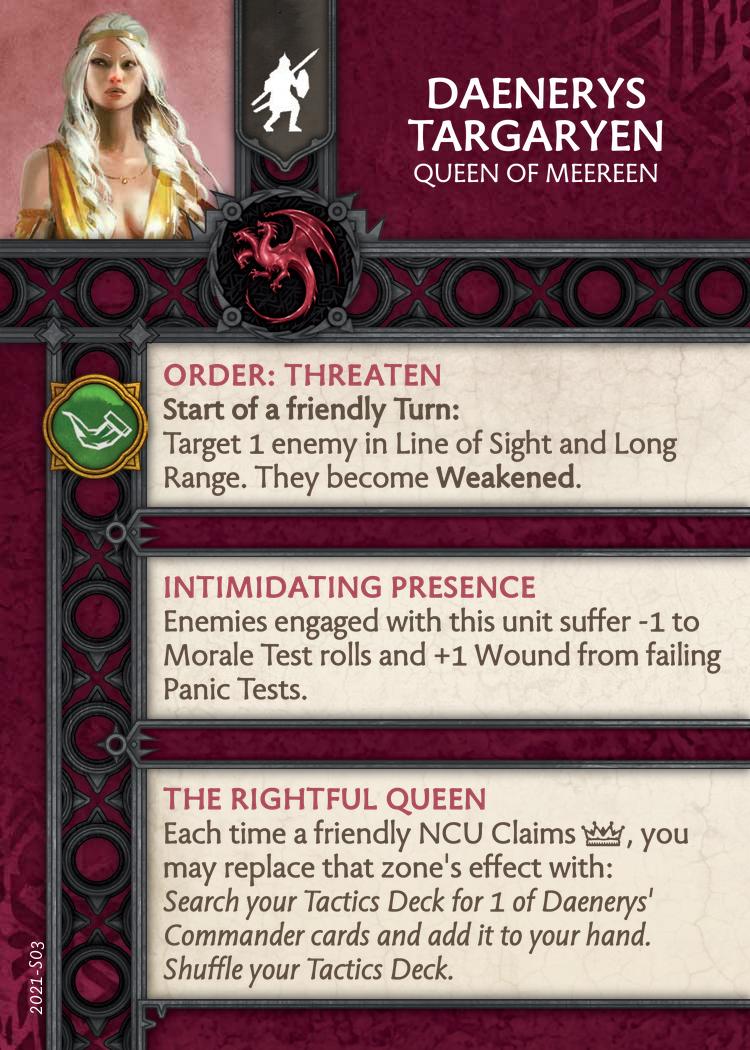 DAENERYS
TARGARYEN
QUEEN OF MEEREEN
ORDER: THREATEN
Start of a friendly Turn:
Target 1 enemy in Line of Sight and Long
Range. They become Weakened.
INTIMIDATING PRESENCE
Enemies engaged with this unit suffer -1 to
Morale Test rolls and +1 Wound from failing
Panic Tests.
THE RIGHTFUL QUEEN
Each time a friendly NCU Claims , you
may replace that zone's effect with:
Search your Tactics Deck for 1 of Daenerys'
Commander cards and add it to your hand.
Shuffle your Tactics Deck.
2021-S03